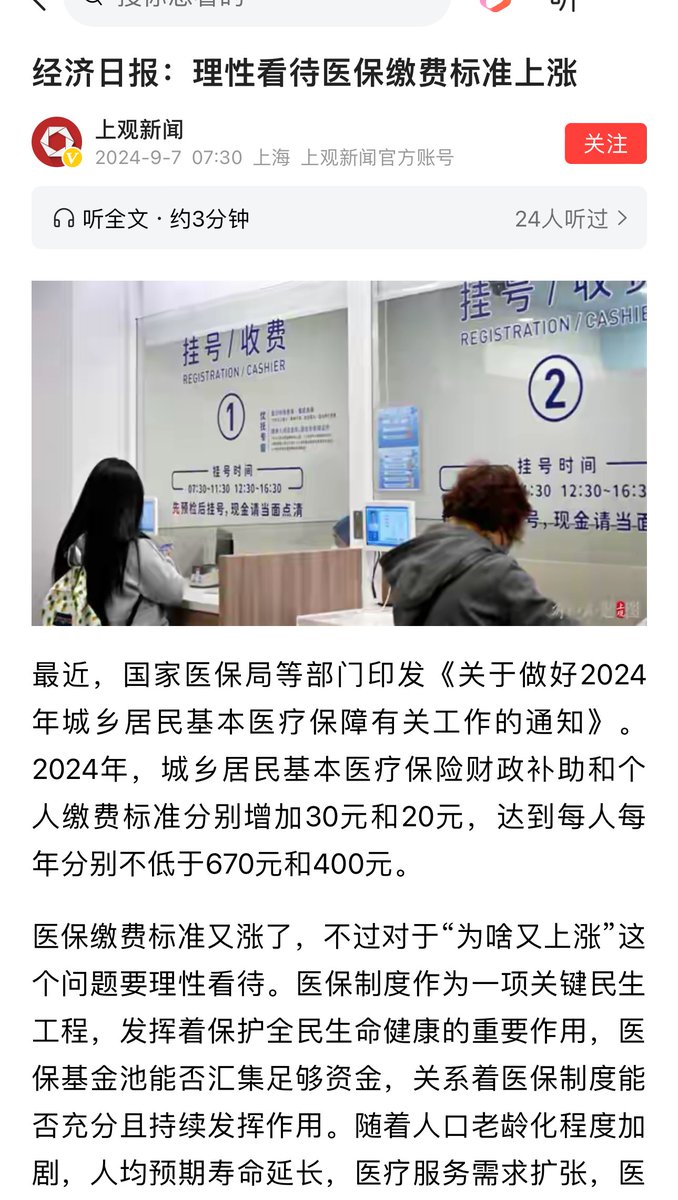 经济日报：理性看待医保缴费标准上涨
上观新闻
2024-9-7 07:30 上海 上观新闻官方账号
关注
听全文 · 约3分钟
24人听过
挂号/收费
REGISTRATION/CASHIER
1
挂号时间
07:30~11:30 12:30~16:30
先预检后挂号，现金请当面点清
挂号/收费
REGISTRATION/CASHIE
2
挂号时间
:30 12:30~16:3
号，现金请当面
最近，国家医保局等部门印发《关于做好2024
年城乡居民基本医疗保障有关工作的通知》。
2024年，城乡居民基本医疗保险财政补助和个
人缴费标准分别增加30元和20元，达到每人每
年分别不低于670元和400元。
医保缴费标准又涨了，不过对于“为啥又上涨”这
个问题要理性看待。医保制度作为一项关键民生
工程，发挥着保护全民生命健康的重要作用，医
保基金池能否汇集足够资金，关系着医保制度能
否充分且持续发挥作用。随着人口老龄化程度加
剧，人均预期寿命延长，医疗服务需求扩张，医